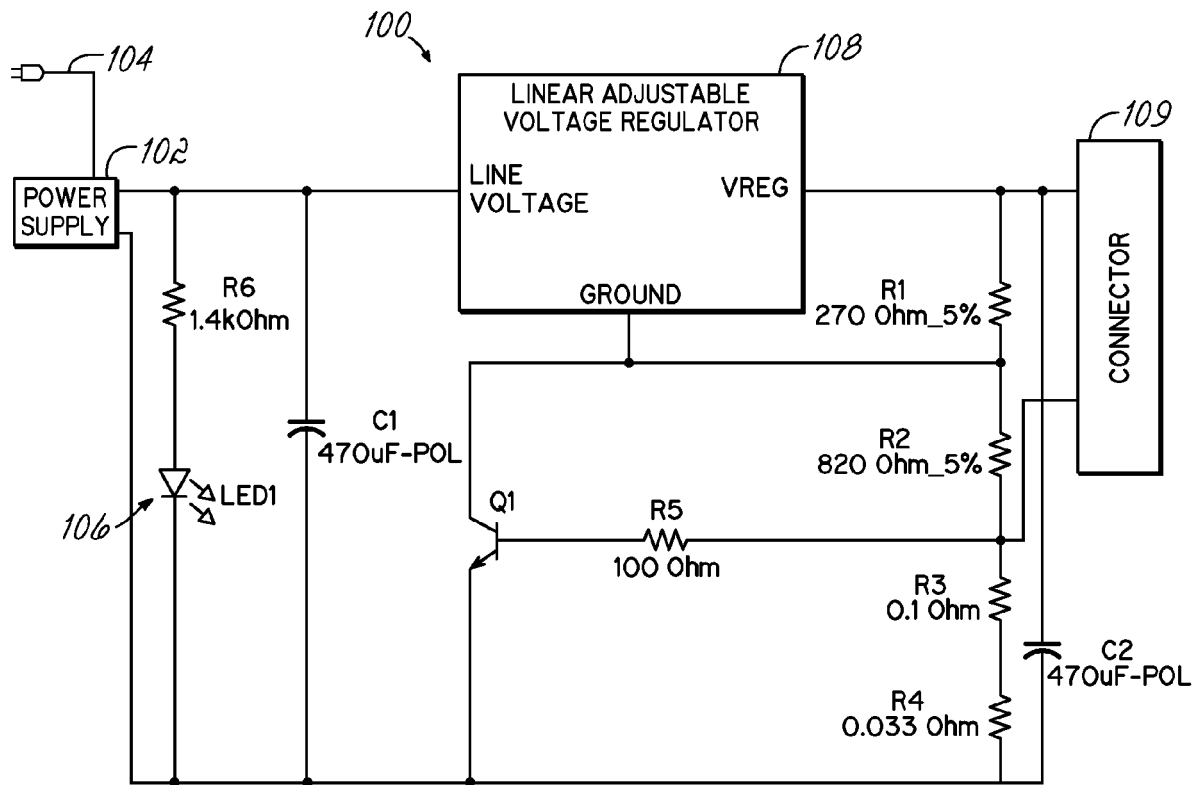 100
104
108
LINEAR ADJUSTABLE
VOLTAGE REGULATOR
109
102
POWER
SUPPLY
LINE
VOLTAGE
VREG
GROUND
CONNECTOR
R6
1.4kOhm
R1
270 Ohm_5%
C1
470uF-POL
R2
820 Ohm_5%
LED1
106
Q1
R5
100 Ohm
R3
0.1 Ohm
C2
470uF-POL
R4
0.033 Ohm